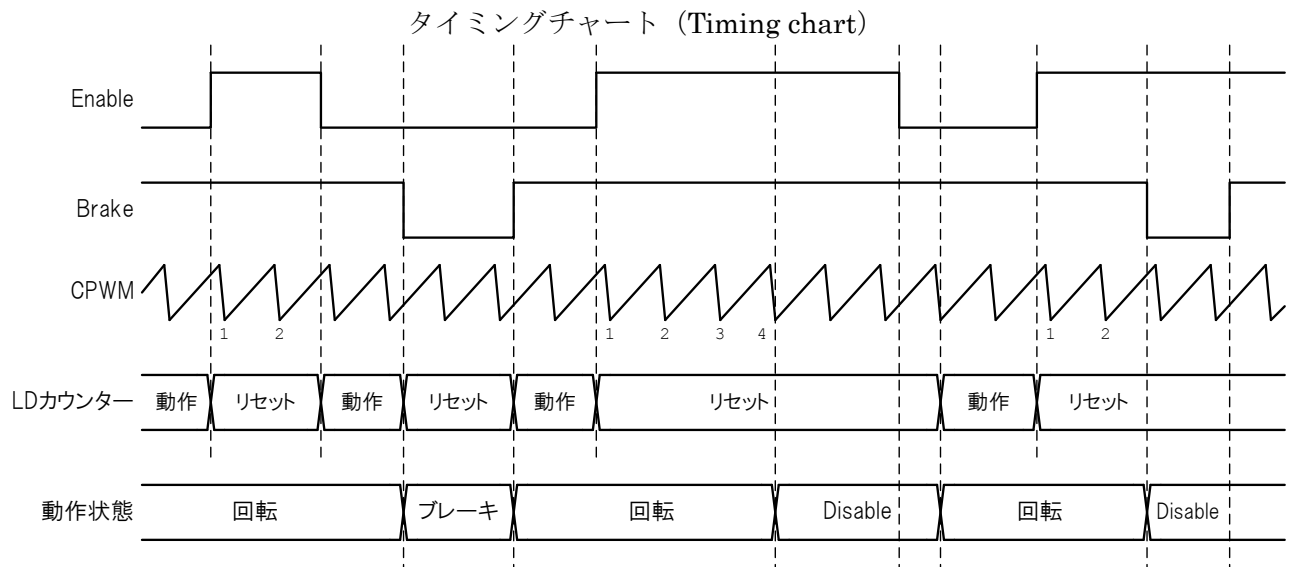 タイミングチャート（Timing chart）
Enable
Brake
CPWM
1 2 1 2 3 4 1 2
LDカウンター 動作 リセット 動作 リセット 動作 リセット 動作 リセット
動作状態 回転 ブレーキ 回転 Disable 回転 Disable